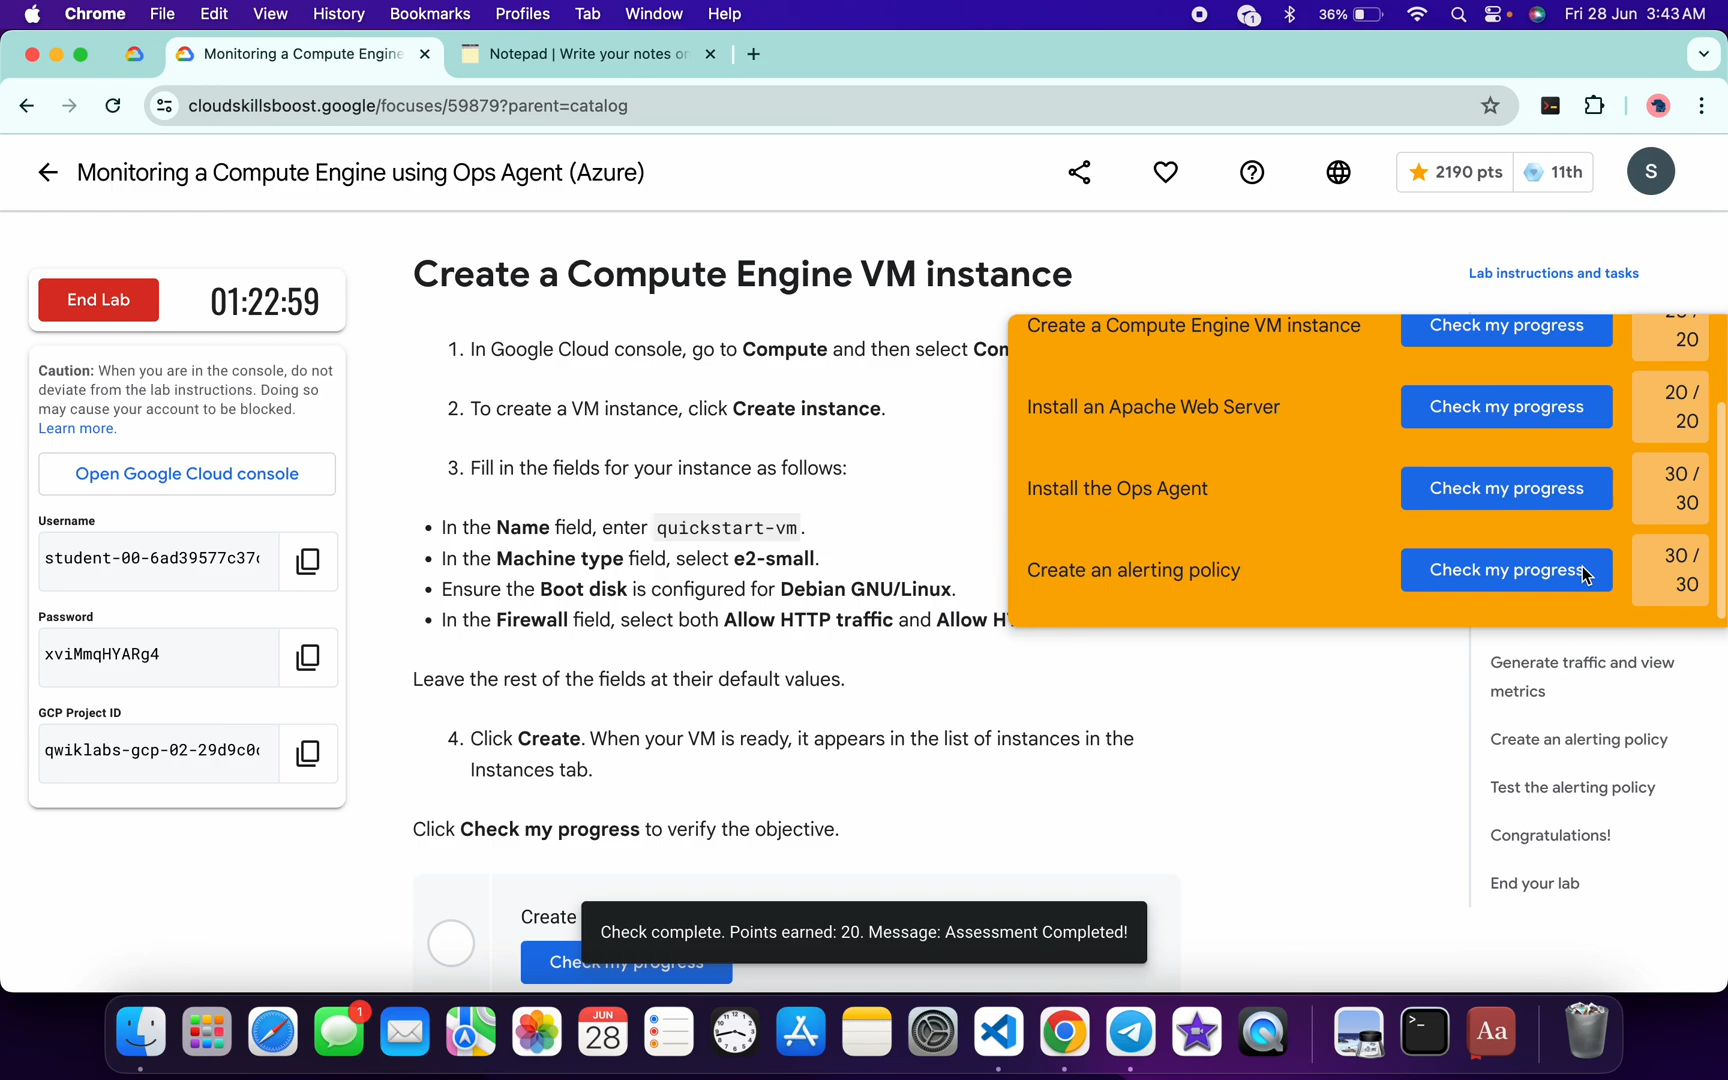 Chrome File Edit View History Bookmarks Profiles Tab Window Help
1 36% Fri 28 Jun 3:43 AM
Monitoring a Compute Engine
Notepad | Write your notes or
cloudskillsboost.google/focuses/59879?parent=catalog
Monitoring a Compute Engine using Ops Agent (Azure)
2190 pts 11th S
End Lab 01:22:59
Caution: When you are in the console, do not
deviate from the lab instructions. Doing so
may cause your account to be blocked.
Learn more.
Open Google Cloud console
Username
student-00-6ad39577c37
Password
xviMmqHYARg4
GCP Project ID
qwiklabs-gcp-02-29d9c0
Create a Compute Engine VM instance
1. In Google Cloud console, go to Compute and then select Con
2. To create a VM instance, click Create instance.
3. Fill in the fields for your instance as follows:
• In the Name field, enter quickstart-vm.
• In the Machine type field, select e2-small.
• Ensure the Boot disk is configured for Debian GNU/Linux.
• In the Firewall field, select both Allow HTTP traffic and Allow H
Leave the rest of the fields at their default values.
4. Click Create. When your VM is ready, it appears in the list of instances in the
Instances tab.
Click Check my progress to verify the objective.
Create
Check my progress
Check complete. Points earned: 20. Message: Assessment Completed!
Lab instructions and tasks
Create a Compute Engine VM instance Check my progress 20 /
20
Install an Apache Web Server Check my progress 20 /
20
Install the Ops Agent Check my progress 30 /
30
Create an alerting policy Check my progress 30 /
30
Generate traffic and view
metrics
Create an alerting policy
Test the alerting policy
Congratulations!
End your lab
1
JUN
28
Aa